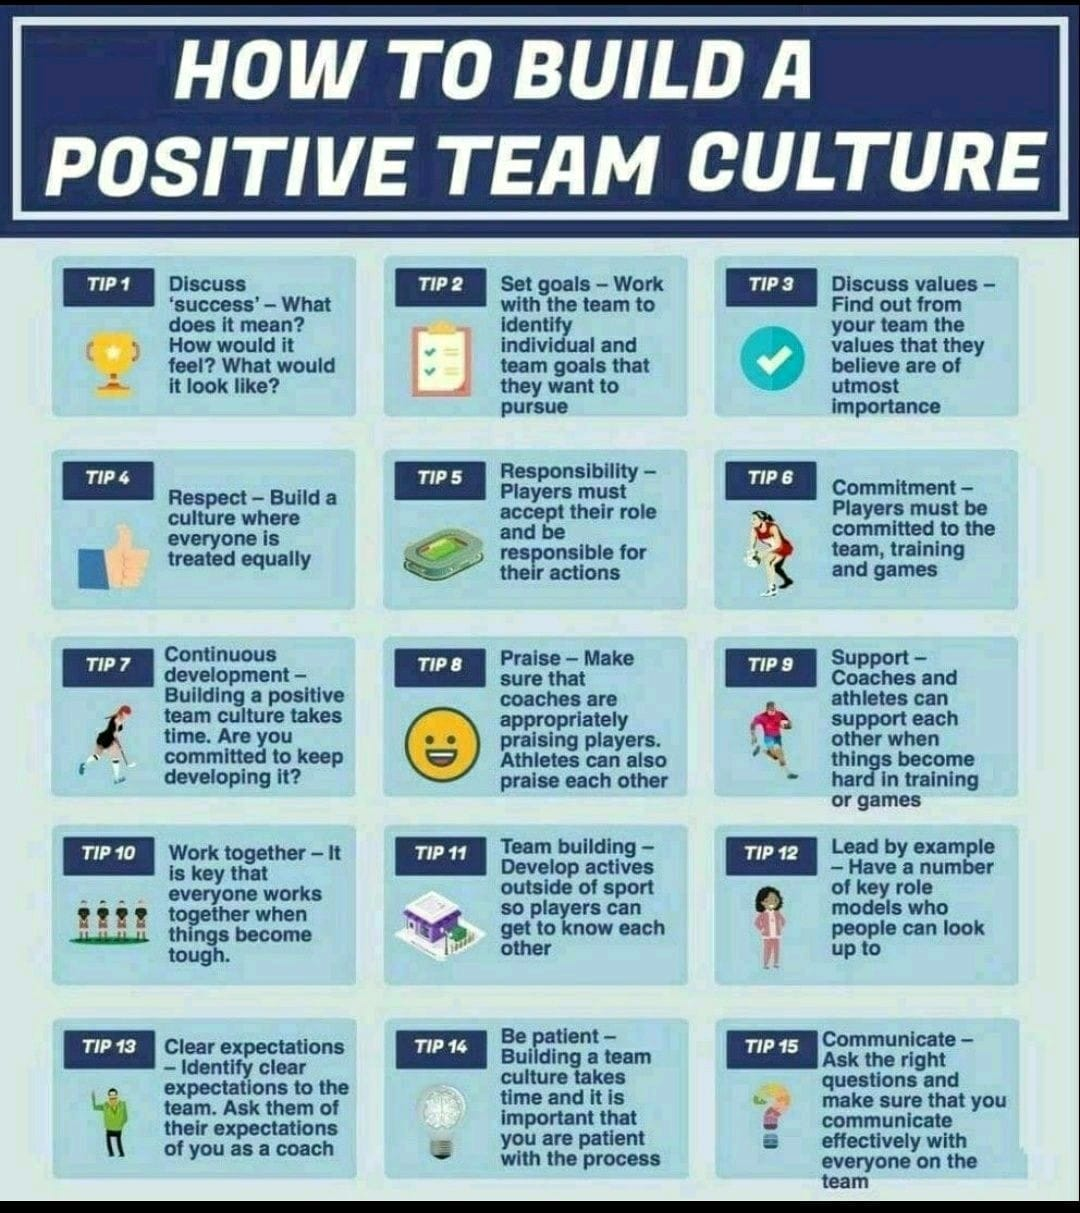 HOW TO BUILD A
POSITIVE TEAM CULTURE
TIP 1
Discuss
‘success’ – What
does it mean?
How would it
feel? What would
it look like?
TIP 2
Set goals – Work
with the team to
identify
individual and
team goals that
they want to
pursue
TIP 3
Discuss values –
Find out from
your team the
values that they
believe are of
utmost
importance
TIP 4
Respect – Build a
culture where
everyone is
treated equally
TIP 5
Responsibility –
Players must
accept their role
and be
responsible for
their actions
TIP 6
Commitment –
Players must be
committed to the
team, training
and games
TIP 7
Continuous
development –
Building a positive
team culture takes
time. Are you
committed to keep
developing it?
TIP 8
Praise – Make
sure that
coaches are
appropriately
praising players.
Athletes can also
praise each other
TIP 9
Support –
Coaches and
athletes can
support each
other when
things become
hard in training
or games
TIP 10
Work together – It
is key that
everyone works
together when
things become
tough.
TIP 11
Team building –
Develop actives
outside of sport
so players can
get to know each
other
TIP 12
Lead by example
– Have a number
of key role
models who
people can look
up to
TIP 13
Clear expectations
– Identify clear
expectations to the
team. Ask them of
their expectations
of you as a coach
TIP 14
Be patient –
Building a team
culture takes
time and it is
important that
you are patient
with the process
TIP 15
Communicate –
Ask the right
questions and
make sure that you
communicate
effectively with
everyone on the
team